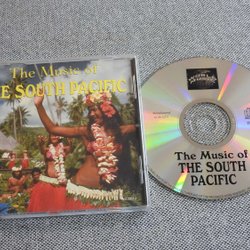 The Music of
THE SOUTH PACIFIC
The Music of
THE SOUTH
PACIFIC